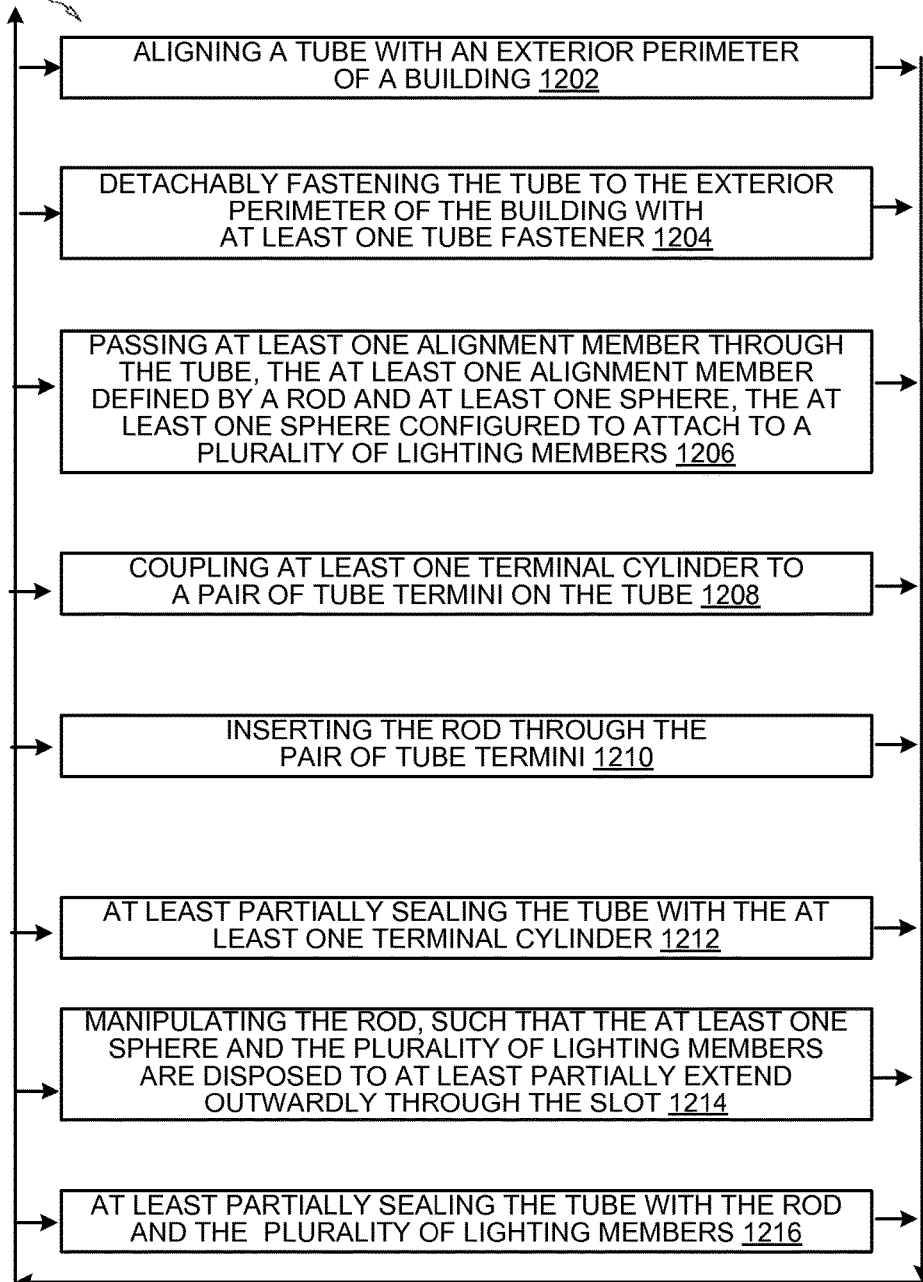 ALIGNING A TUBE WITH AN EXTERIOR PERIMETER
OF A BUILDING 1202
DETACHABLY FASTENING THE TUBE TO THE EXTERIOR
PERIMETER OF THE BUILDING WITH
AT LEAST ONE TUBE FASTENER 1204
PASSING AT LEAST ONE ALIGNMENT MEMBER THROUGH
THE TUBE, THE AT LEAST ONE ALIGNMENT MEMBER
DEFINED BY A ROD AND AT LEAST ONE SPHERE, THE AT
LEAST ONE SPHERE CONFIGURED TO ATTACH TO A
PLURALITY OF LIGHTING MEMBERS 1206
COUPLING AT LEAST ONE TERMINAL CYLINDER TO
A PAIR OF TUBE TERMINI ON THE TUBE 1208
INSERTING THE ROD THROUGH THE
PAIR OF TUBE TERMINI 1210
AT LEAST PARTIALLY SEALING THE TUBE WITH THE AT
LEAST ONE TERMINAL CYLINDER 1212
MANIPULATING THE ROD, SUCH THAT THE AT LEAST ONE
SPHERE AND THE PLURALITY OF LIGHTING MEMBERS
ARE DISPOSED TO AT LEAST PARTIALLY EXTEND
OUTWARDLY THROUGH THE SLOT 1214
AT LEAST PARTIALLY SEALING THE TUBE WITH THE ROD
AND THE PLURALITY OF LIGHTING MEMBERS 1216